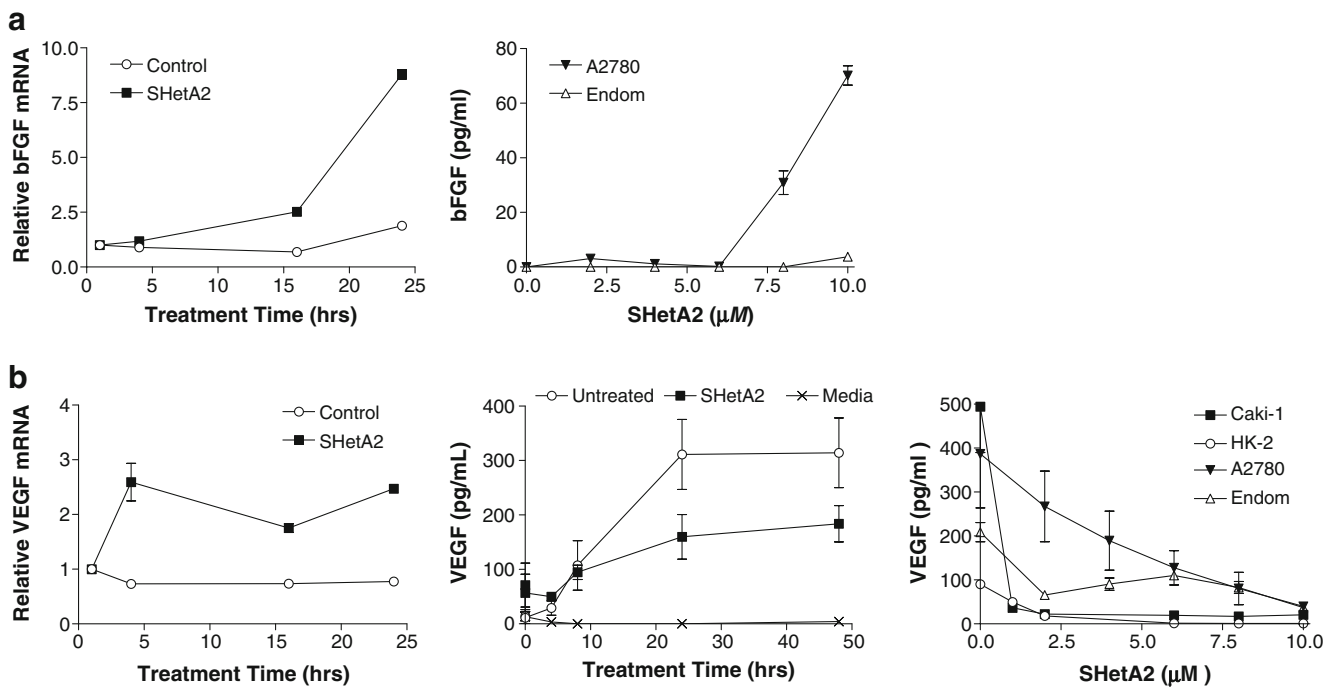 a
Relative bFGF mRNA
10.0
7.5
5.0
2.5
0.0
Control
SHetA2
0 5 10 15 20 25
Treatment Time (hrs)
bFGF (pg/ml)
80
60
40
20
0
A2780
Endom
0.0 2.5 5.0 7.5 10.0
SHetA2 (μM)
b
Relative VEGF mRNA
4
3
2
1
0
Control
SHetA2
0 5 10 15 20 25
Treatment Time (hrs)
Untreated SHetA2 Media
VEGF (pg/mL)
400
300
200
100
0
0 10 20 30 40 50
Treatment Time (hrs)
VEGF (pg/ml )
500
400
300
200
100
0
Caki-1
HK-2
A2780
Endom
0.0 2.5 5.0 7.5 10.0
SHetA2 (μM )